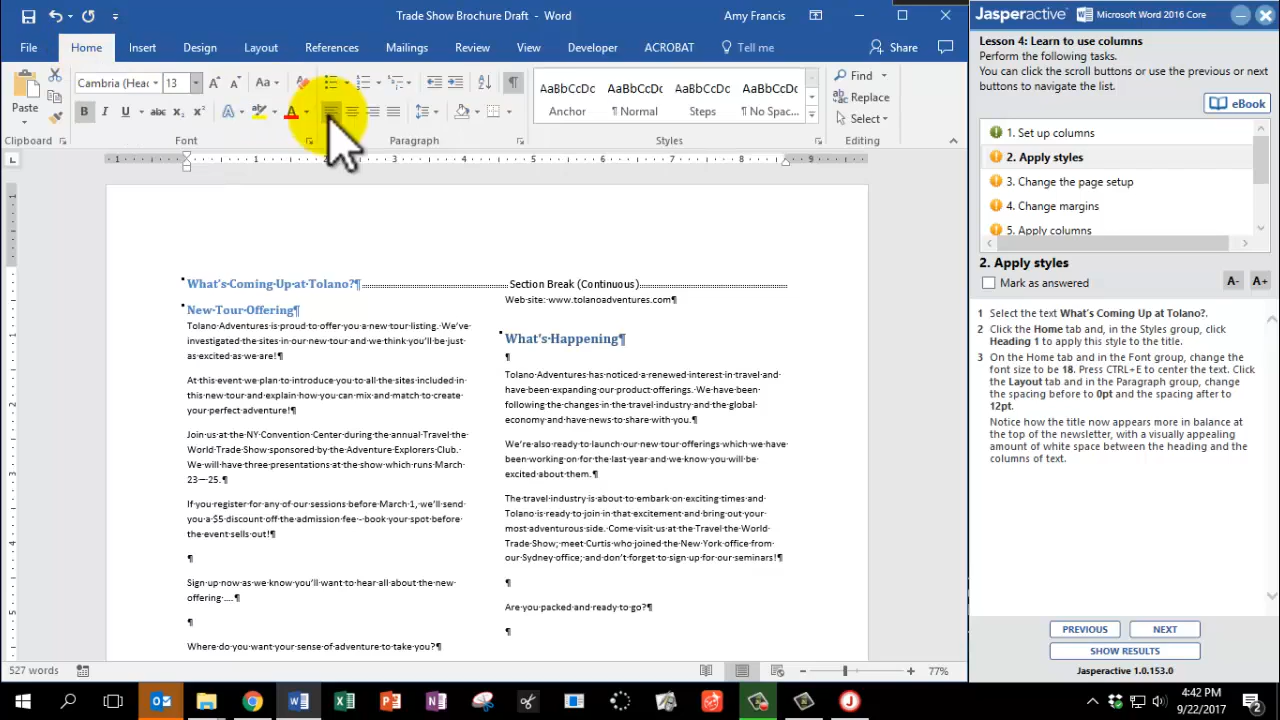 Trade Show Brochure Draft - Word
Amy Francis
File Home Insert Design Layout References Mailings Review View Developer ACROBAT Tell me Share
Paste
Cambria (Heac 13
Aa
B I U abc x₂ x²
AaBbCcDc AaBbCcDc AaBbCcDc AaBbCcDc
Anchor ¶ Normal Steps ¶ No Spac...
Find
Replace
Select
Clipboard Font Paragraph Styles Editing
What's·Coming·Up·at·Tolano?¶ Section Break (Continuous)
New·Tour·Offering¶
Tolano·Adventures·is·proud·to·offer·you·a·new·tour·listing.·We've·
investigated·the·sites·in·our·new·tour·and·we·think·you'll·be·just·
as·excited·as·we·are!¶
At·this·event·we·plan·to·introduce·you·to·all·the·sites·included·in·
this·new·tour·and·explain·how·you·can·mix·and·match·to·create·
your·perfect·adventure!¶
Join·us·at·the·NY·Convention·Center·during·the·annual·Travel·the·
World·Trade·Show·sponsored·by·the·Adventure·Explorers·Club.·
We·will·have·three·presentations·at·the·show·which·runs·March·
23—25.¶
If·you·register·for·any·of·our·sessions·before·March·1,·we'll·send·
you·a·$5·discount·off·the·admission·fee·-·book·your·spot·before·
the·event·sells·out!¶
¶
Sign·up·now·as·we·know·you'll·want·to·hear·all·about·the·new·
offering·....¶
¶
Where·do·you·want·your·sense·of·adventure·to·take·you?¶
Web·site:·www.tolanoadventures.com¶
What's·Happening¶
¶
Tolano·Adventures·has·noticed·a·renewed·interest·in·travel·and·
have·been·expanding·our·product·offerings.·We·have·been·
following·the·changes·in·the·travel·industry·and·the·global·
economy·and·have·news·to·share·with·you.¶
We're·also·ready·to·launch·our·new·tour·offerings·which·we·have·
been·working·on·for·the·last·year·and·we·know·you·will·be·
excited·about·them.¶
The·travel·industry·is·about·to·embark·on·exciting·times·and·
Tolano·is·ready·to·join·in·that·excitement·and·bring·out·your·
most·adventurous·side.·Come·visit·us·at·the·Travel·the·World·
Trade·Show;·meet·Curtis·who·joined·the·New·York·office·from·
our·Sydney·office;·and·don't·forget·to·sign·up·for·our·seminars!¶
¶
Are·you·packed·and·ready·to·go?¶
¶
527 words
77%
Jasperactive Microsoft Word 2016 Core
Lesson 4: Learn to use columns
Perform the following tasks.
You can click the scroll buttons or use the previous or next
buttons to navigate the list.
eBook
1. Set up columns
2. Apply styles
3. Change the page setup
4. Change margins
5. Apply columns
2. Apply styles
Mark as answered A- A+
1 Select the text What's Coming Up at Tolano?.
2 Click the Home tab and, in the Styles group, click
Heading 1 to apply this style to the title.
3 On the Home tab and in the Font group, change the
font size to be 18. Press CTRL+E to center the text. Click
the Layout tab and in the Paragraph group, change
the spacing before to 0pt and the spacing after to
12pt.
Notice how the title now appears more in balance at
the top of the newsletter, with a visually appealing
amount of white space between the heading and the
columns of text.
PREVIOUS NEXT
SHOW RESULTS
Jasperactive 1.0.153.0
4:42 PM
9/22/2017